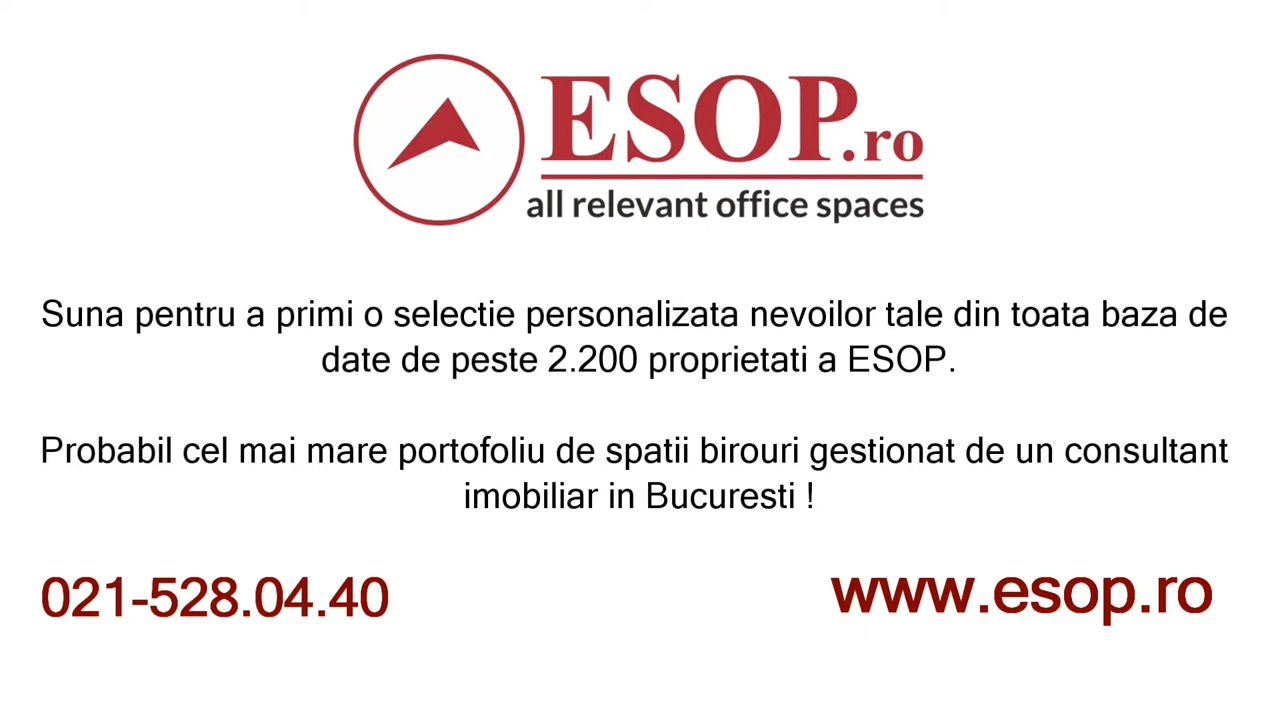 ESOP.ro
all relevant office spaces
Suna pentru a primi o selectie personalizata nevoilor tale din toata baza de
date de peste 2.200 proprietati a ESOP.
Probabil cel mai mare portofoliu de spatii birouri gestionat de un consultant
imobiliar in Bucuresti !
021-528.04.40
www.esop.ro